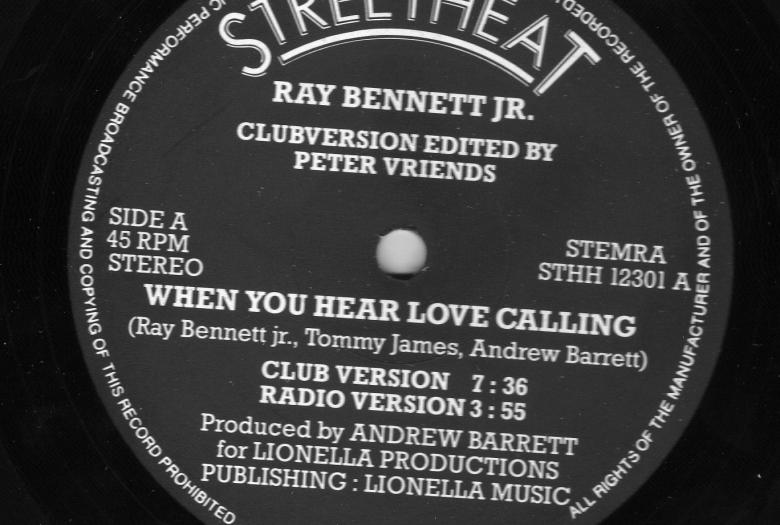 STREETHEAT
RAY BENNETT JR.
CLUBVERSION EDITED BY
PETER VRIENDS
SIDE A
45 RPM
STEREO
STEMRA
STHH 12301 A
WHEN YOU HEAR LOVE CALLING
(Ray Bennett jr., Tommy James, Andrew Barrett)
CLUB VERSION 7 : 36
RADIO VERSION 3 : 55
Produced by ANDREW BARRETT
for LIONELLA PRODUCTIONS
PUBLISHING : LIONELLA MUSIC
ALL RIGHTS OF THE MANUFACTURER AND OF THE OWNER OF THE RECORDED
PERFORMANCE BROADCASTING AND COPYING OF THIS RECORD PROHIBITED